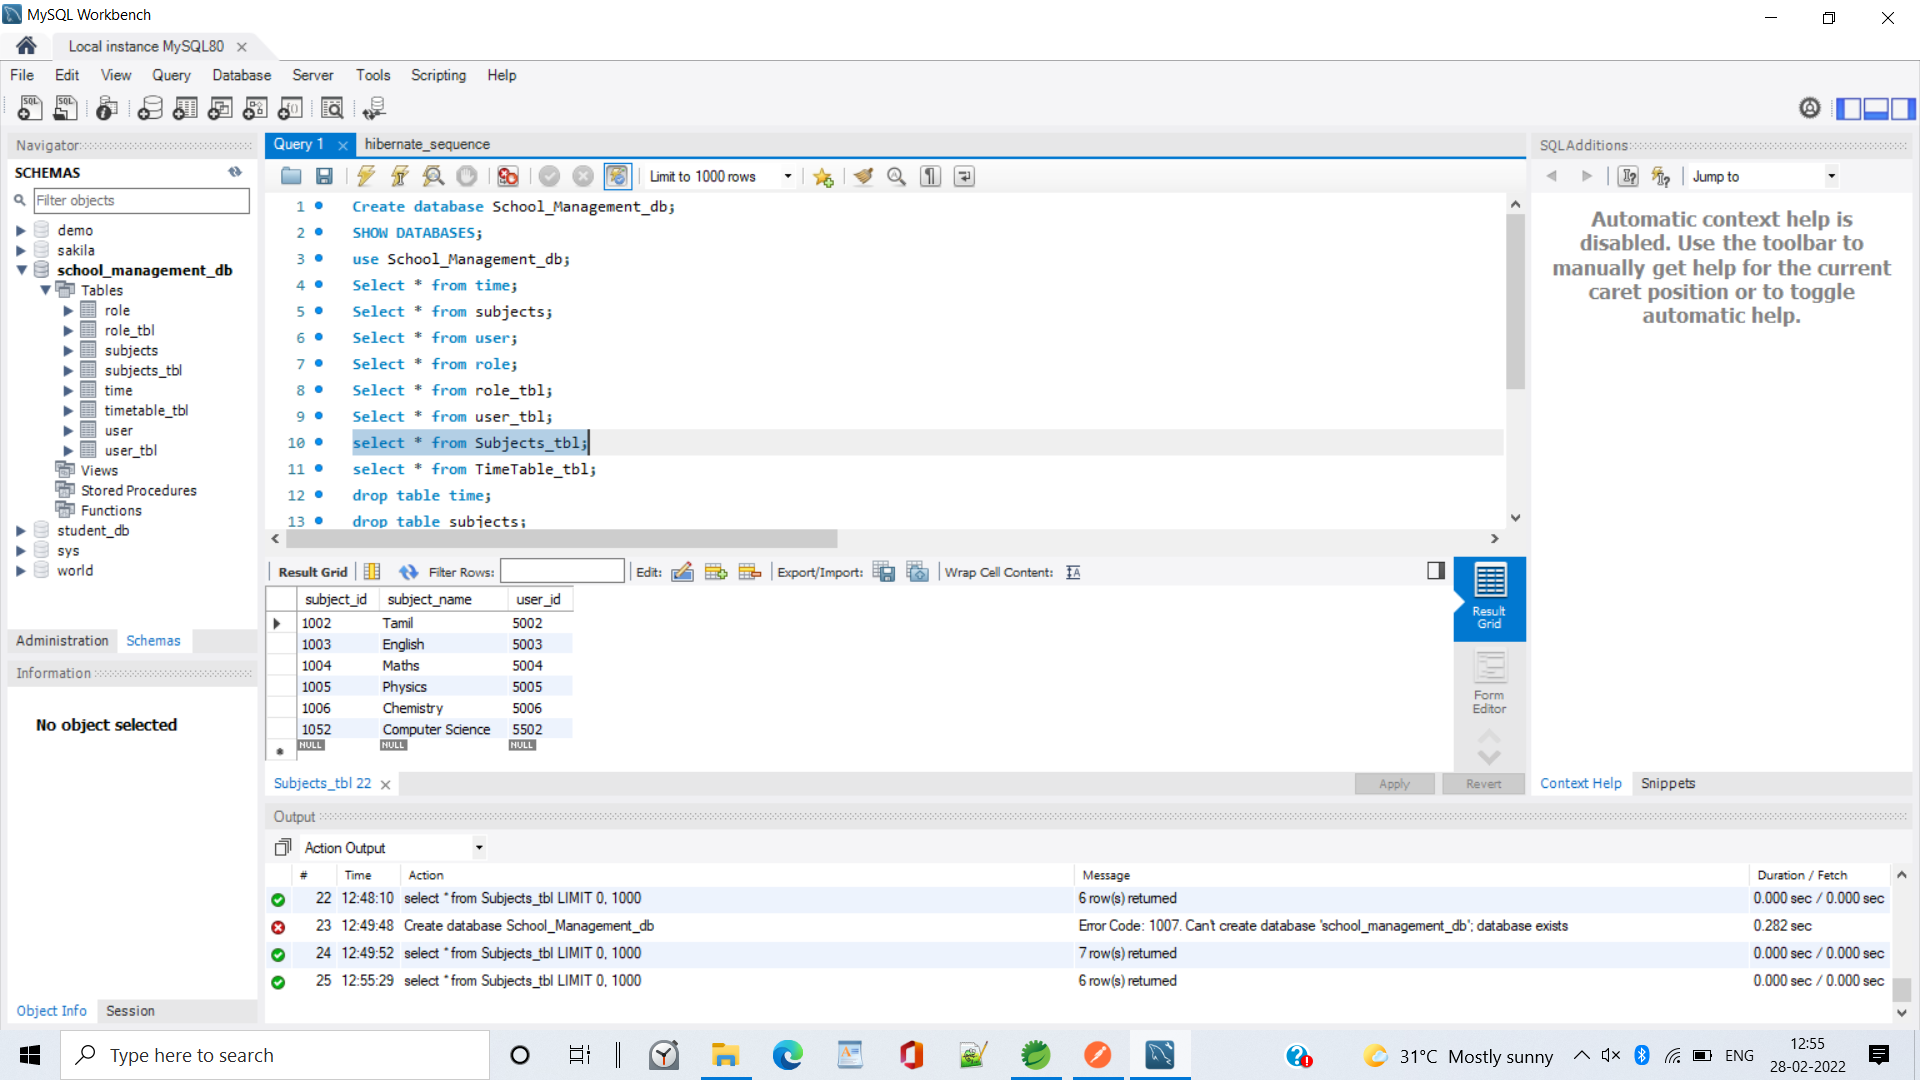 MySQL Workbench
Local instance MySQL80
File Edit View Query Database Server Tools Scripting Help
Navigator
SCHEMAS
Filter objects
demo
sakila
school_management_db
Tables
role
role_tbl
subjects
subjects_tbl
time
timetable_tbl
user
user_tbl
Views
Stored Procedures
Functions
student_db
sys
world
Administration Schemas
Information
No object selected
Object Info Session
Query 1 hibernate_sequence
Limit to 1000 rows
1 Create database School_Management_db;
2 SHOW DATABASES;
3 use School_Management_db;
4 Select * from time;
5 Select * from subjects;
6 Select * from user;
7 Select * from role;
8 Select * from role_tbl;
9 Select * from user_tbl;
10 select * from Subjects_tbl;
11 select * from TimeTable_tbl;
12 drop table time;
13 drop table subjects;
Result Grid Filter Rows: Edit: Export/Import: Wrap Cell Content:
subject_id subject_name user_id
1002 Tamil 5002
1003 English 5003
1004 Maths 5004
1005 Physics 5005
1006 Chemistry 5006
1052 Computer Science 5502
NULL NULL NULL
Result
Grid
Form
Editor
Subjects_tbl 22
Apply Revert
SQLAdditions
Jump to
Automatic context help is
disabled. Use the toolbar to
manually get help for the current
caret position or to toggle
automatic help.
Context Help Snippets
Output
Action Output
# Time Action Message Duration / Fetch
22 12:48:10 select * from Subjects_tbl LIMIT 0, 1000 6 row(s) returned 0.000 sec / 0.000 sec
23 12:49:48 Create database School_Management_db Error Code: 1007. Can't create database 'school_management_db'; database exists 0.282 sec
24 12:49:52 select * from Subjects_tbl LIMIT 0, 1000 7 row(s) returned 0.000 sec / 0.000 sec
25 12:55:29 select * from Subjects_tbl LIMIT 0, 1000 6 row(s) returned 0.000 sec / 0.000 sec
Type here to search
31°C Mostly sunny
ENG
12:55
28-02-2022